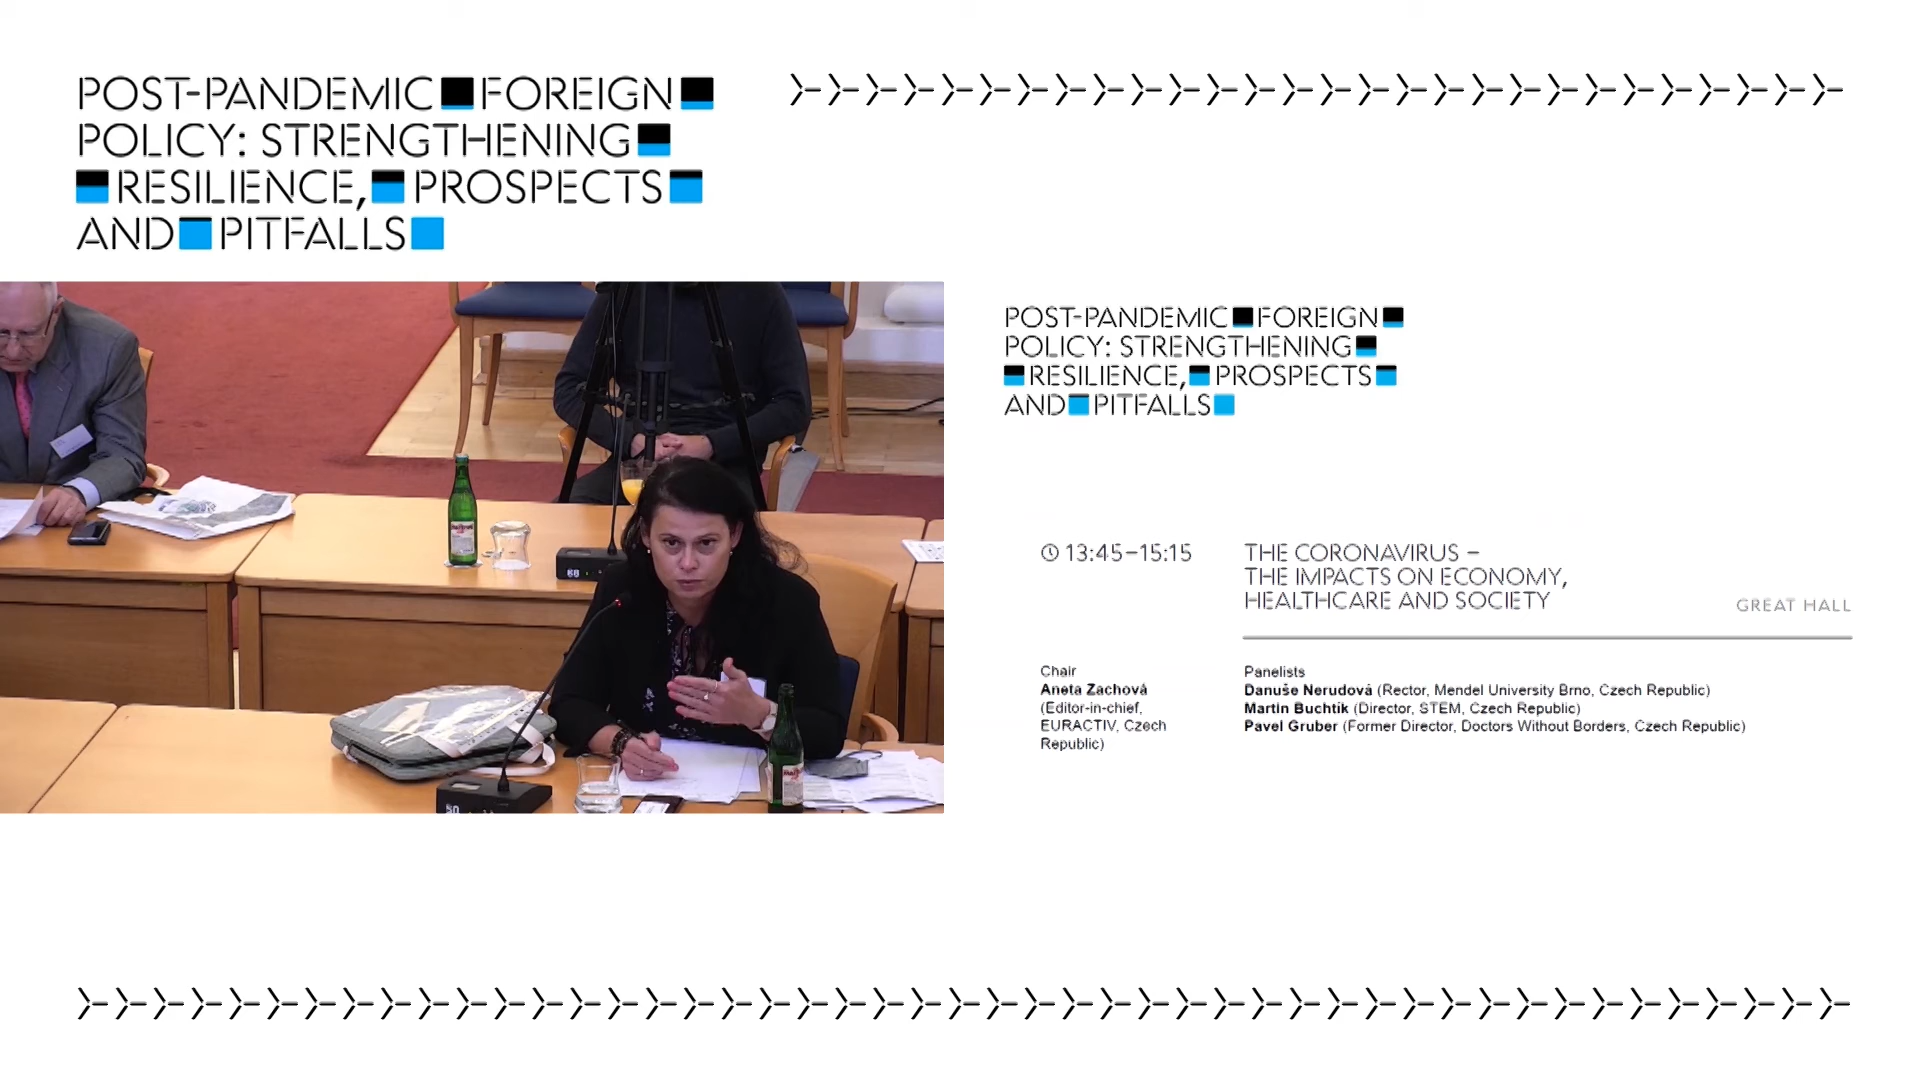 POST-PANDEMIC FOREIGN
POLICY: STRENGTHENING
RESILIENCE, PROSPECTS
AND PITFALLS
POST-PANDEMIC FOREIGN
POLICY: STRENGTHENING
RESILIENCE, PROSPECTS
AND PITFALLS
13:45–15:15
THE CORONAVIRUS –
THE IMPACTS ON ECONOMY,
HEALTHCARE AND SOCIETY
GREAT HALL
Chair
Aneta Zachová
(Editor-in-chief,
EURACTIV, Czech
Republic)
Panelists
Danuše Nerudová (Rector, Mendel University Brno, Czech Republic)
Martin Buchtík (Director, STEM, Czech Republic)
Pavel Gruber (Former Director, Doctors Without Borders, Czech Republic)
68
50